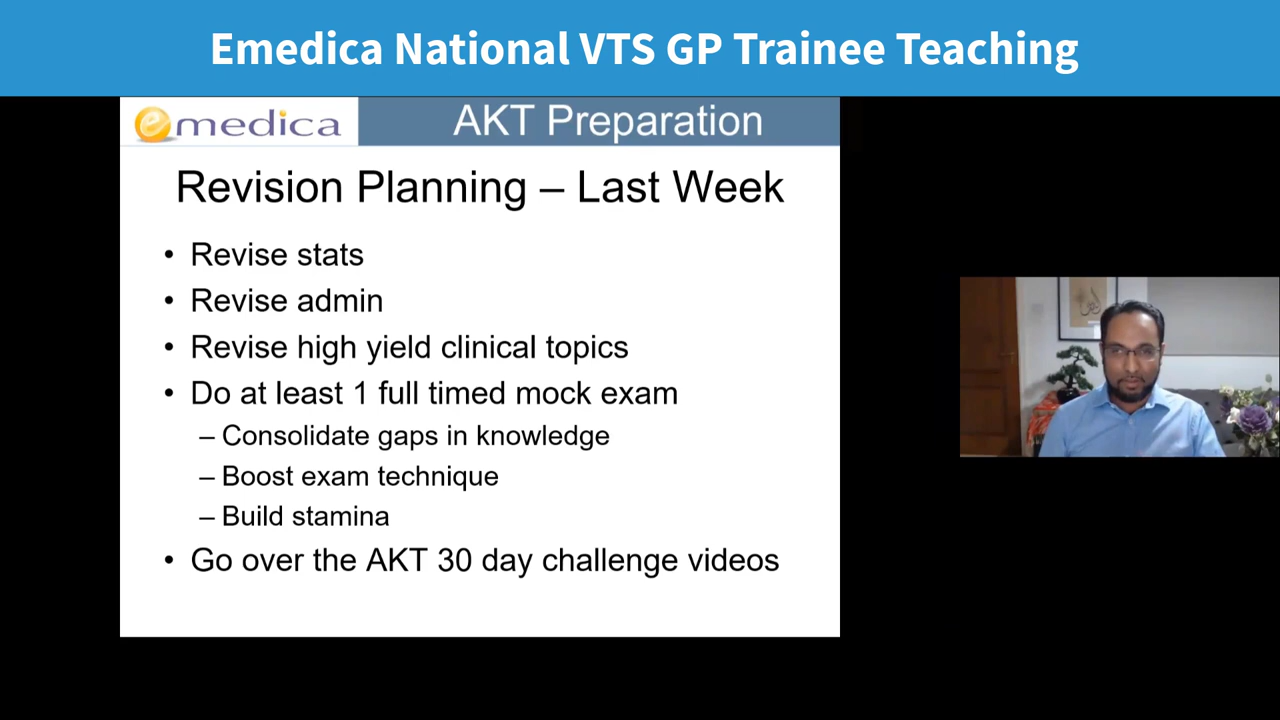 Emedica National VTS GP Trainee Teaching
emedica
AKT Preparation
Revision Planning – Last Week
• Revise stats
• Revise admin
• Revise high yield clinical topics
• Do at least 1 full timed mock exam
– Consolidate gaps in knowledge
– Boost exam technique
– Build stamina
• Go over the AKT 30 day challenge videos